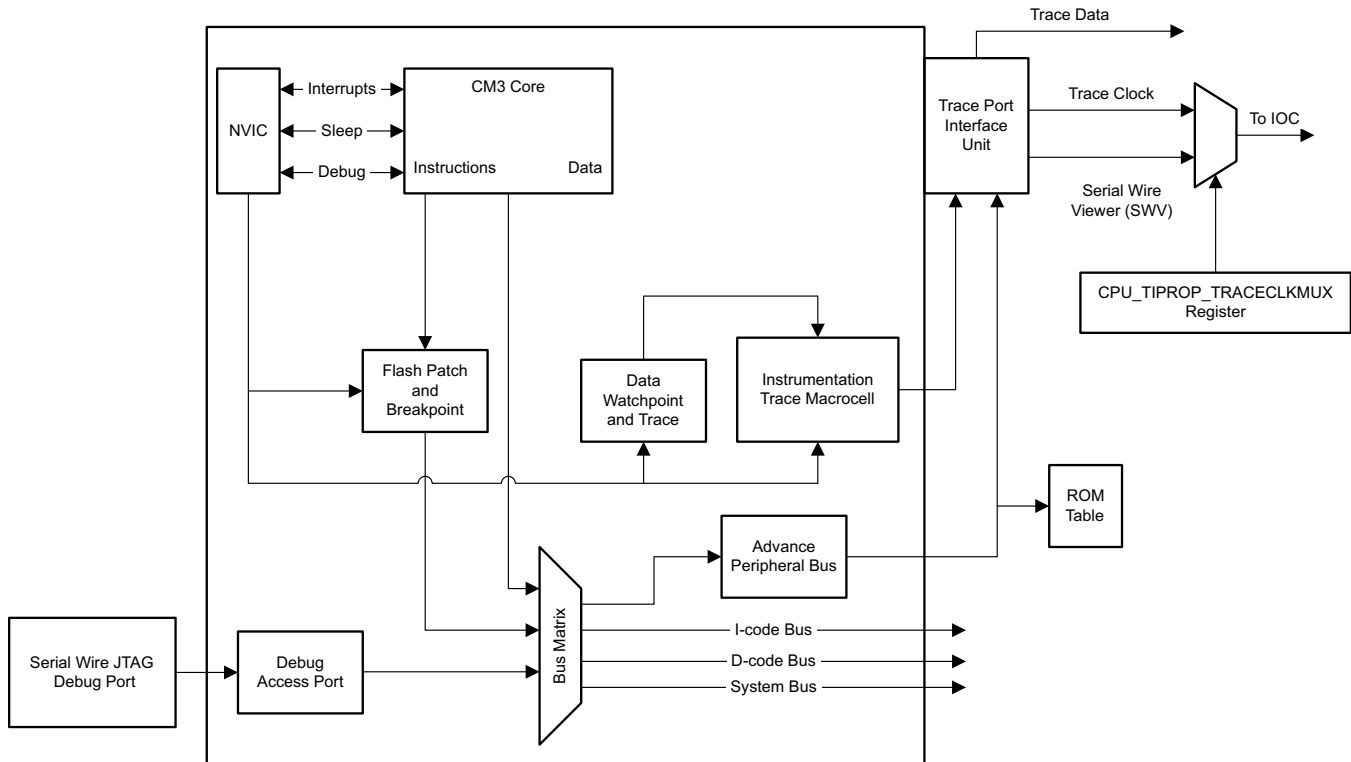 Trace Data
NVIC
Interrupts
Sleep
Debug
CM3 Core
Instructions
Data
Trace Port
Interface
Unit
Trace Clock
To IOC
Serial Wire
Viewer (SWV)
CPU_TIPROP_TRACECLKMUX
Register
Flash Patch
and
Breakpoint
Data
Watchpoint
and Trace
Instrumentation
Trace Macrocell
ROM
Table
Advance
Peripheral Bus
Bus Matrix
I-code Bus
D-code Bus
System Bus
Serial Wire JTAG
Debug Port
Debug
Access Port